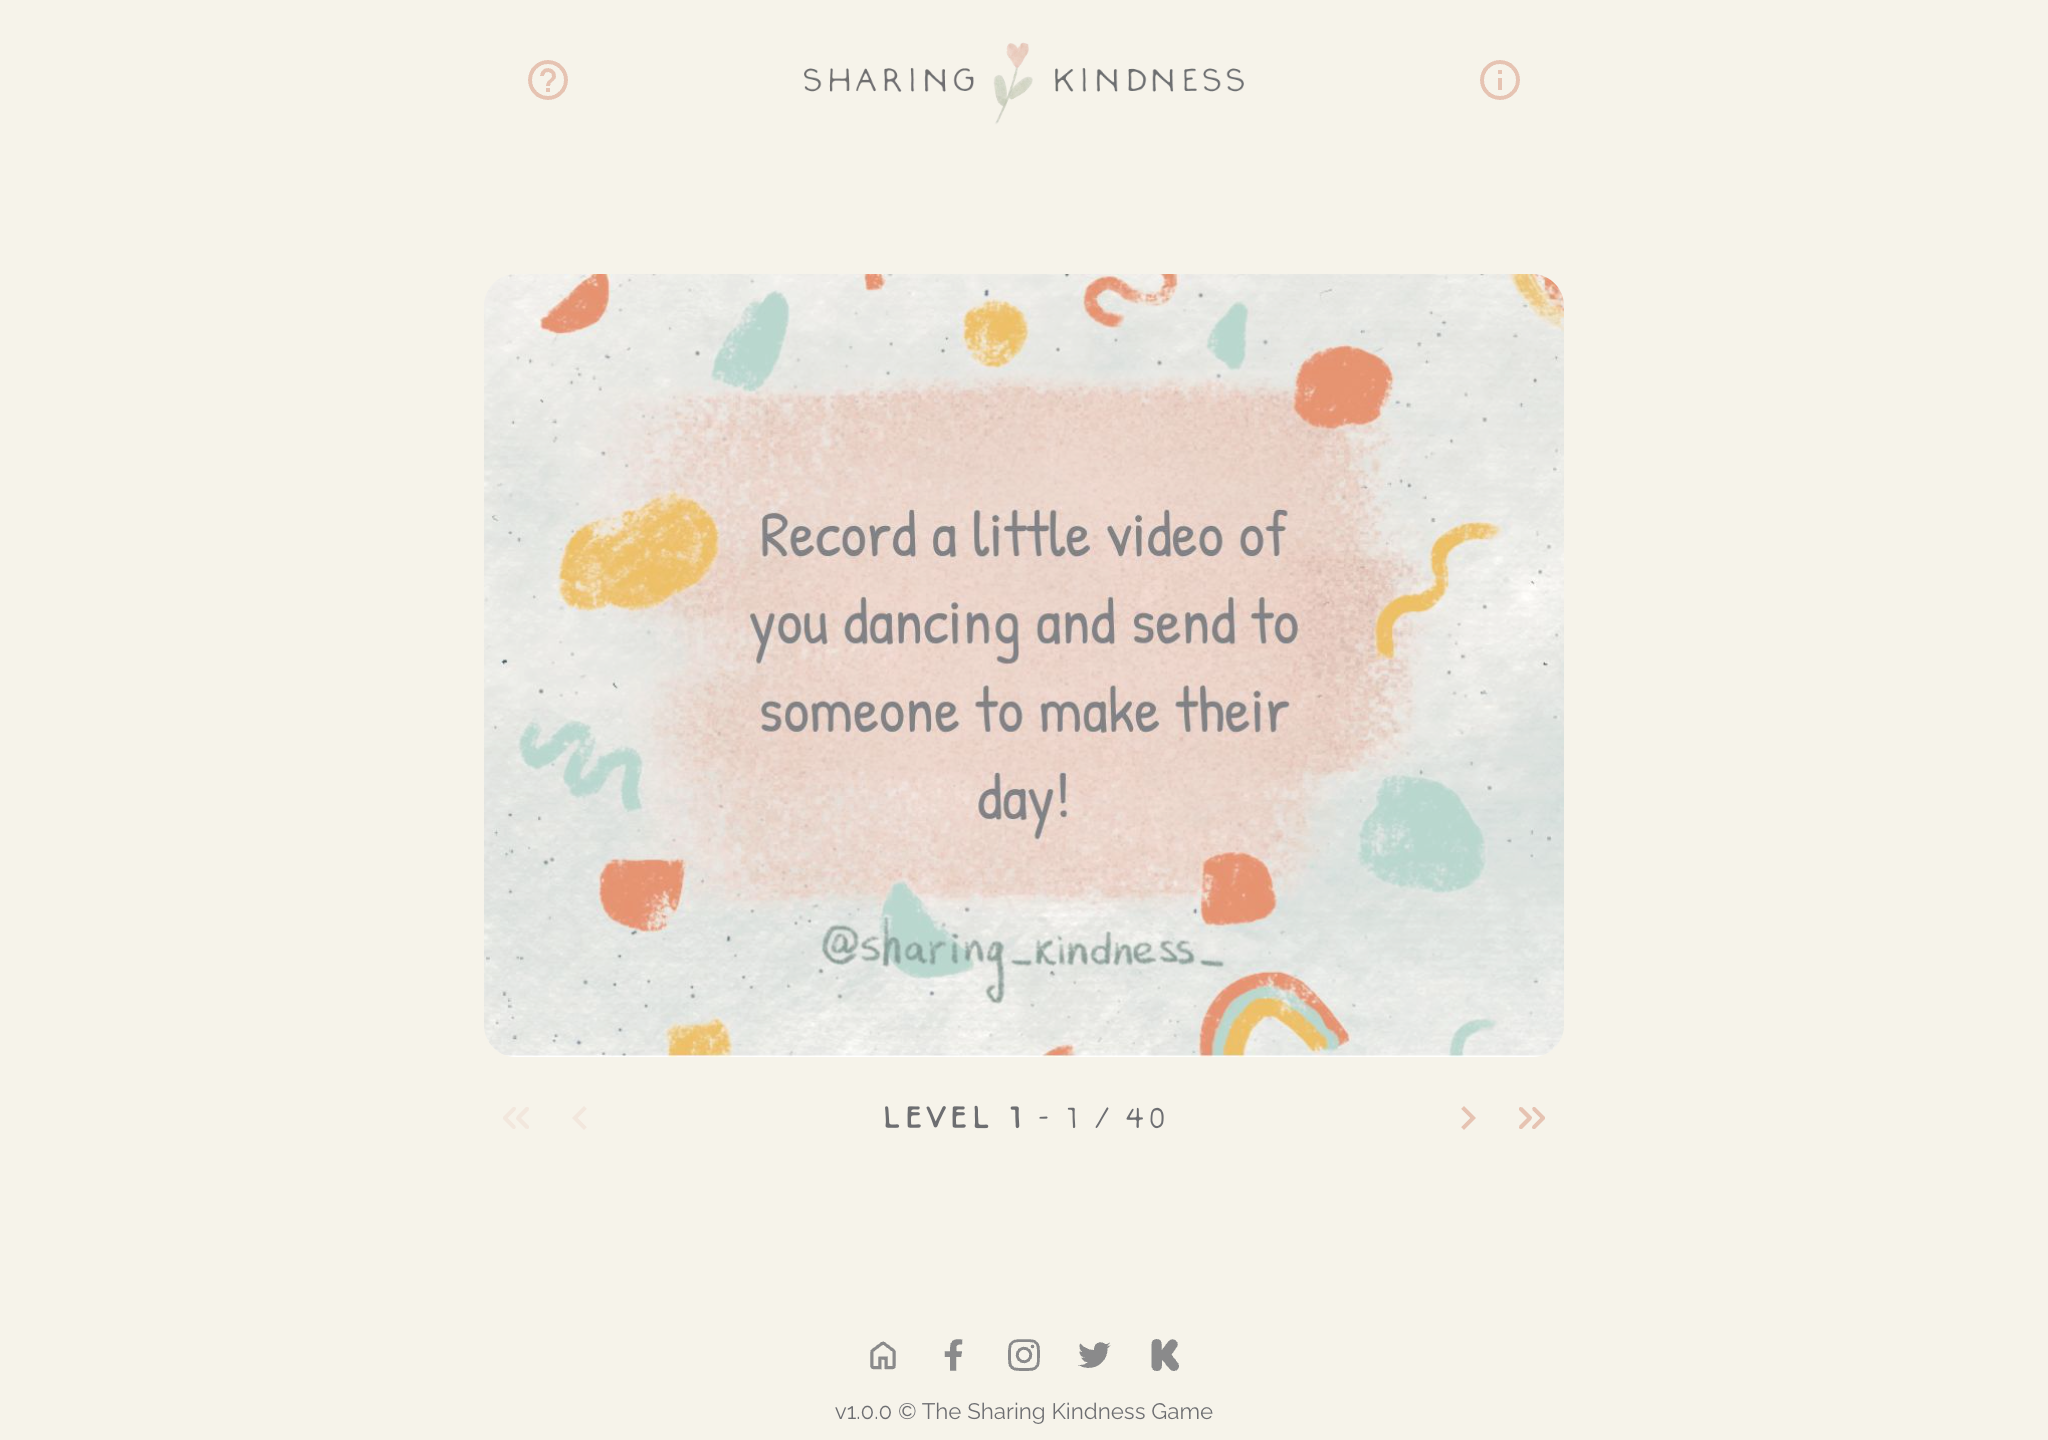 SHARING KINDNESS
Record a little video of
you dancing and send to
someone to make their
day!
@sharing_kindness_
LEVEL 1 - 1 / 40
v1.0.0 © The Sharing Kindness Game